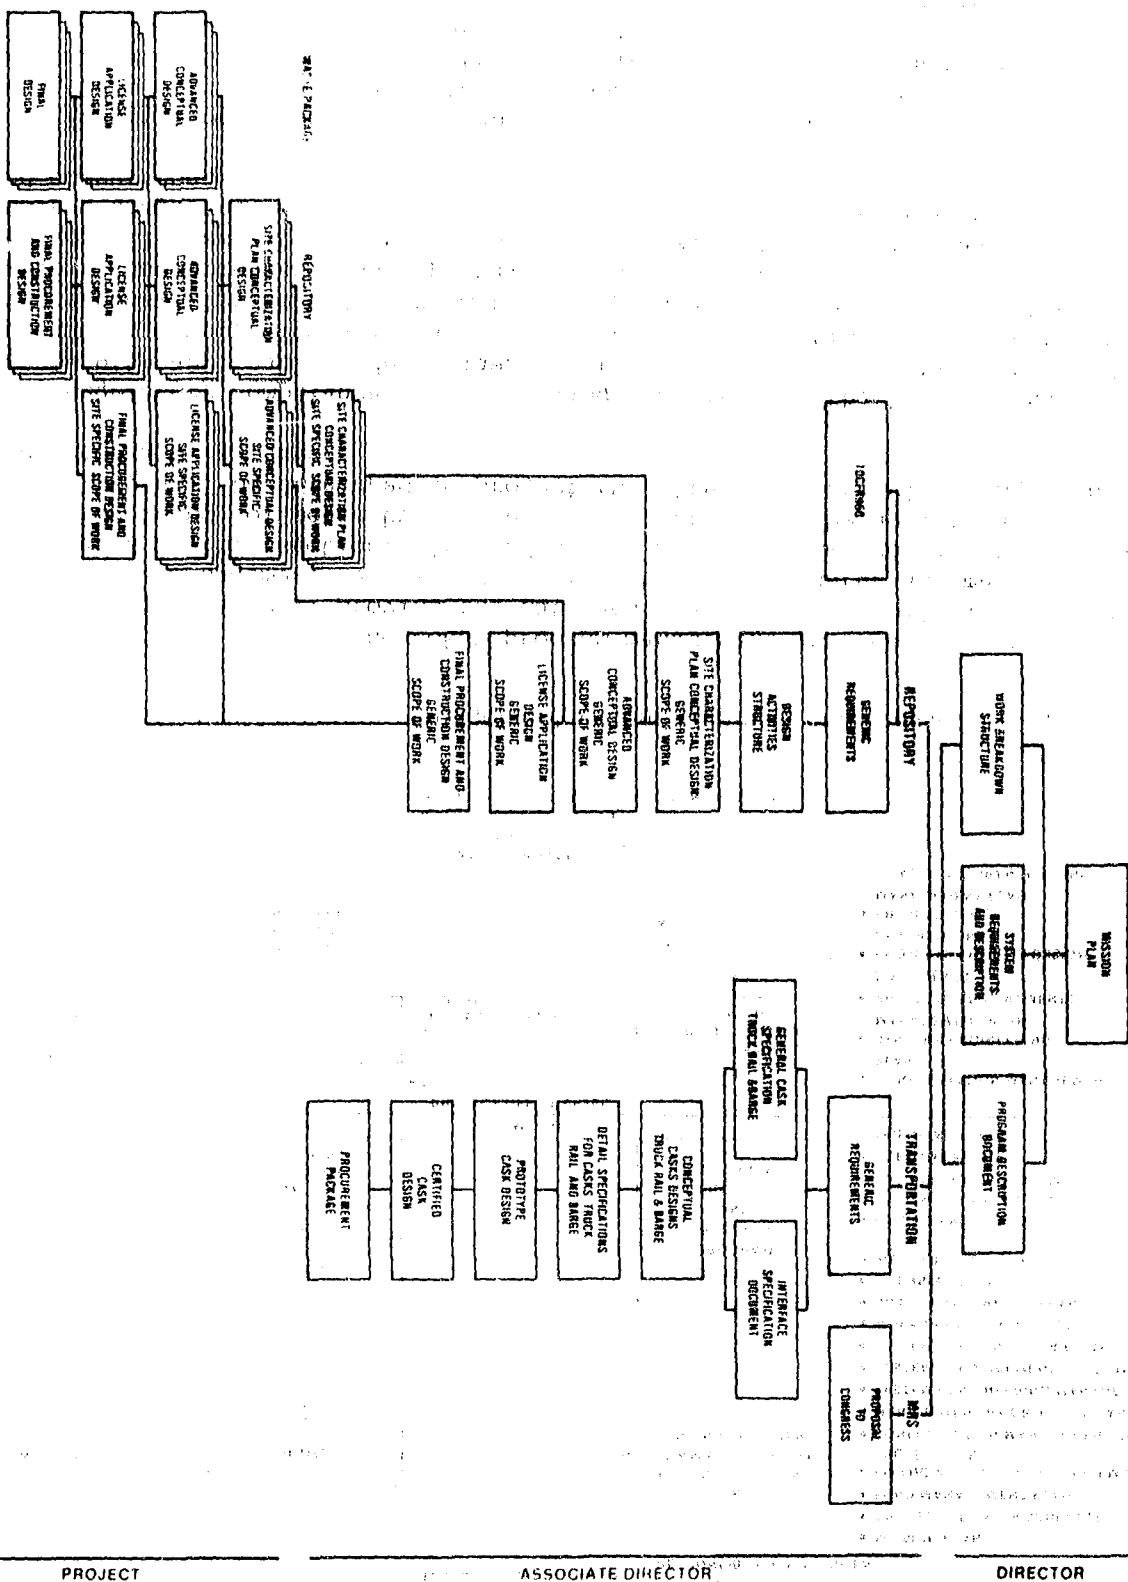 MISSION
PLAN
WORK BREAKDOWN
STRUCTURE
SYSTEM
REQUIREMENTS
AND DESCRIPTION
PROGRAM DESCRIPTION
DOCUMENT
DIRECTOR
REPOSITORY
TRANSPORTATION
MRS
10CFR960
GENERIC
REQUIREMENTS
GENERIC
REQUIREMENTS
PROPOSAL
TO
CONGRESS
DESIGN
ACTIVITIES
STRUCTURE
GENERAL CASK
SPECIFICATION
TRUCK RAIL &BARGE
INTERFACE
SPECIFICATION
DOCUMENT
SITE CHARACTERIZATION
PLAN CONCEPTUAL DESIGN
GENERIC
SCOPE OF WORK
CONCEPTUAL
CASKS DESIGNS
TRUCK RAIL & BARGE
ADVANCED
CONCEPTUAL DESIGN
GENERIC
SCOPE OF WORK
DETAIL SPECIFICATIONS
FOR CASKS TRUCK
RAIL AND BARGE
LICENSE APPLICATION
DESIGN
GENERIC
SCOPE OF WORK
PROTOTYPE
CASK DESIGN
FINAL PROCUREMENT AND
CONSTRUCTION DESIGN
GENERIC
SCOPE OF WORK
CERTIFIED
CASK
DESIGN
PROCUREMENT
PACKAGE
ASSOCIATE DIRECTOR
PACKAGE
REPOSITORY
SITE CHARACTERIZATION PLAN
CONCEPTUAL DESIGN
SITE SPECIFIC SCOPE OF WORK
SITE CHARACTERIZATION
PLAN CONCEPTUAL
DESIGN
ADVANCED CONCEPTUAL DESIGN
SITE SPECIFIC
SCOPE OF WORK
ADVANCED
CONCEPTUAL
DESIGN
ADVANCED
CONCEPTUAL
DESIGN
LICENSE APPLICATION DESIGN
SITE SPECIFIC
SCOPE OF WORK
LICENSE
APPLICATION
DESIGN
LICENSE
APPLICATION
DESIGN
FINAL PROCUREMENT AND
CONSTRUCTION DESIGN
SITE SPECIFIC SCOPE OF WORK
FINAL
DESIGN
FINAL PROCUREMENT
AND CONSTRUCTION
DESIGN
PROJECT